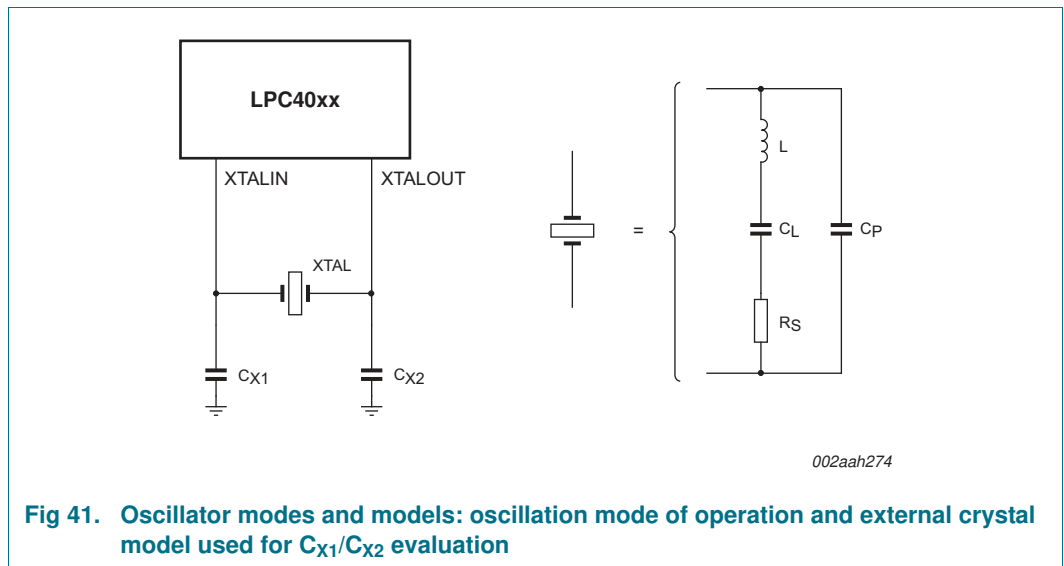 LPC40xx
XTALIN
XTALOUT
XTAL
CX1
CX2
=
L
CL
CP
RS
002aah274
Fig 41. Oscillator modes and models: oscillation mode of operation and external crystal
model used for CX1/CX2 evaluation